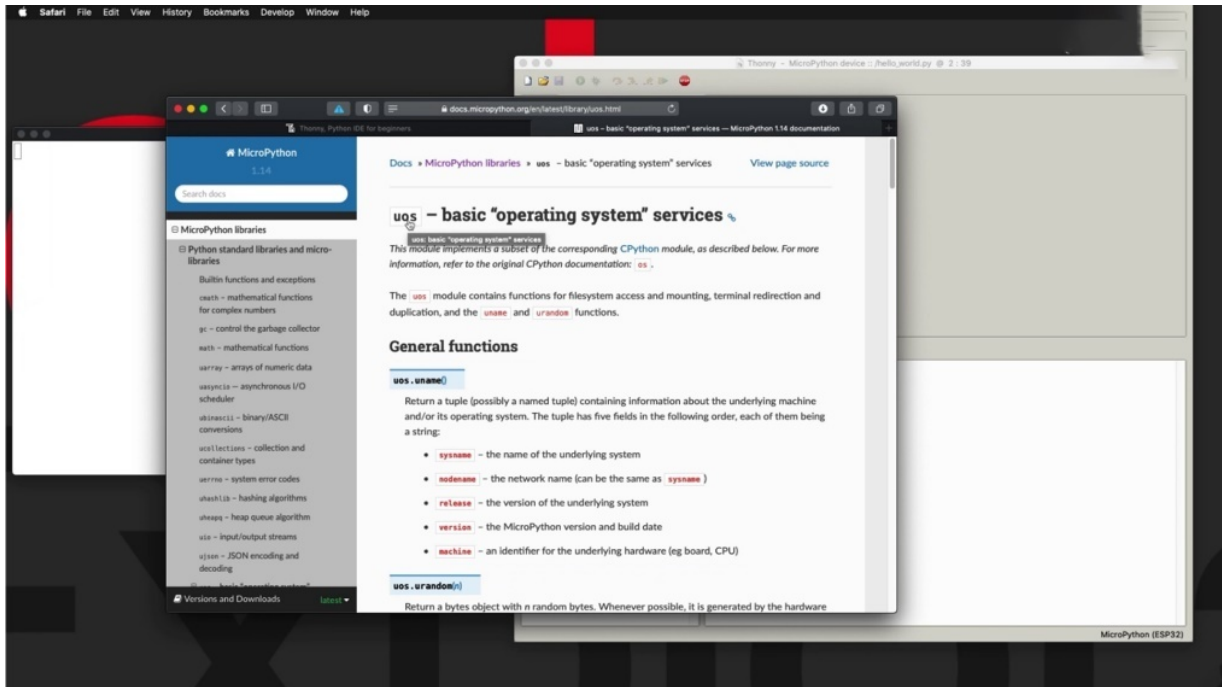 Safari File Edit View History Bookmarks Develop Window Help
Thonny - MicroPython device :: /hello_world.py @ 2:39
docs.micropython.org/en/latest/library/uos.html
Thonny, Python IDE for beginners
uos – basic "operating system" services — MicroPython 1.14 documentation
MicroPython
1.14
Search docs
MicroPython libraries
Python standard libraries and micro-
libraries
Builtin functions and exceptions
cmath – mathematical functions
for complex numbers
gc – control the garbage collector
math – mathematical functions
uarray – arrays of numeric data
uasyncio — asynchronous I/O
scheduler
ubinascii – binary/ASCII
conversions
ucollections – collection and
container types
uerrno – system error codes
uhashlib – hashing algorithms
uheapq – heap queue algorithm
uio – input/output streams
ujson – JSON encoding and
decoding
Versions and Downloads latest
Docs » MicroPython libraries » uos – basic "operating system" services View page source
uos – basic "operating system" services
uos: basic "operating system" services
This module implements a subset of the corresponding CPython module, as described below. For more
information, refer to the original CPython documentation: os.
The uos module contains functions for filesystem access and mounting, terminal redirection and
duplication, and the uname and urandom functions.
General functions
uos.uname()
Return a tuple (possibly a named tuple) containing information about the underlying machine
and/or its operating system. The tuple has five fields in the following order, each of them being
a string:
• sysname – the name of the underlying system
• nodename – the network name (can be the same as sysname )
• release – the version of the underlying system
• version – the MicroPython version and build date
• machine – an identifier for the underlying hardware (eg board, CPU)
uos.urandom(n)
Return a bytes object with n random bytes. Whenever possible, it is generated by the hardware
MicroPython (ESP32)